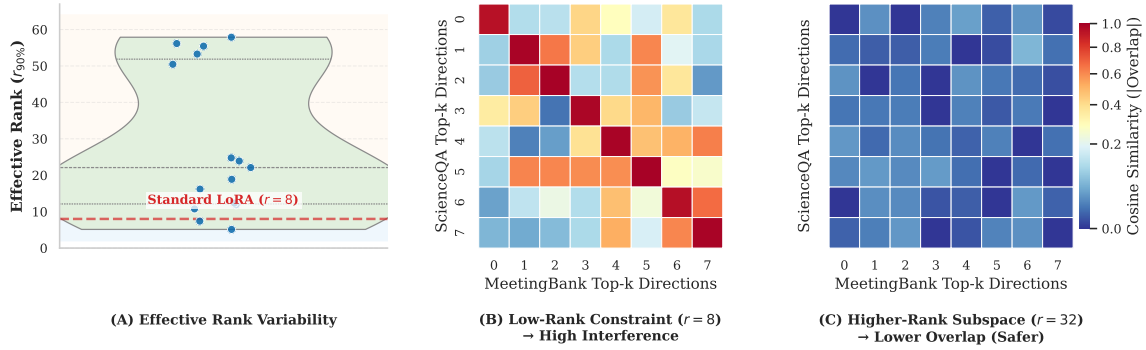 60
50
40
30
20
10
0
Effective Rank (r90%)
Standard LoRA (r = 8)
(A) Effective Rank Variability
0
1
2
3
4
5
6
7
ScienceQA Top-k Directions
0 1 2 3 4 5 6 7
MeetingBank Top-k Directions
(B) Low-Rank Constraint (r = 8)
→ High Interference
ScienceQA Top-k Directions
0 1 2 3 4 5 6 7
MeetingBank Top-k Directions
(C) Higher-Rank Subspace (r = 32)
→ Lower Overlap (Safer)
1.0
0.8
0.6
0.4
0.2
0.0
Cosine Similarity (|Overlap|)